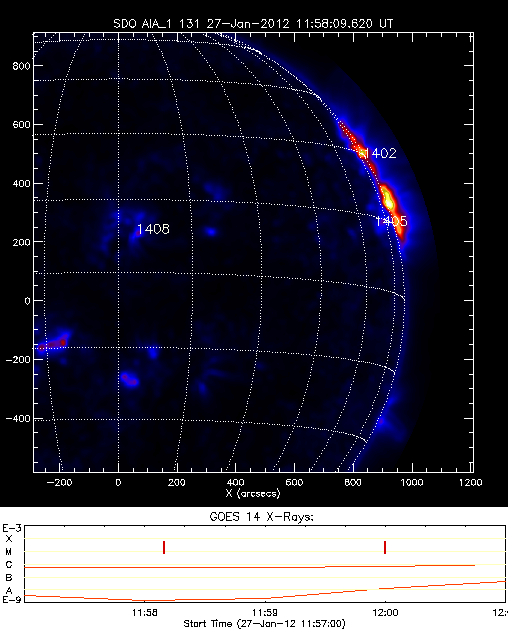 SDO AIA_1 131 27-Jan-2012 11:58:09.620 UT
800
600
400
200
0
-200
-400
1402
1405
1408
-200 0 200 400 600 800 1000 1200
X (arcsecs)
GOES 14 X-Rays:
E-3
X
M
C
B
A
E-9
11:58 11:59 12:00
Start Time (27-Jan-12 11:57:00)